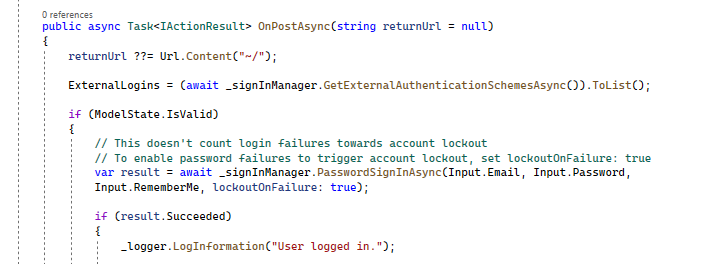 0 references
public async Task<IActionResult> OnPostAsync(string returnUrl = null)
{
returnUrl ??= Url.Content("~/");
ExternalLogins = (await _signInManager.GetExternalAuthenticationSchemesAsync()).ToList();
if (ModelState.IsValid)
{
// This doesn't count login failures towards account lockout
// To enable password failures to trigger account lockout, set lockoutOnFailure: true
var result = await _signInManager.PasswordSignInAsync(Input.Email, Input.Password,
Input.RememberMe, lockoutOnFailure: true);
if (result.Succeeded)
{
_logger.LogInformation("User logged in.");